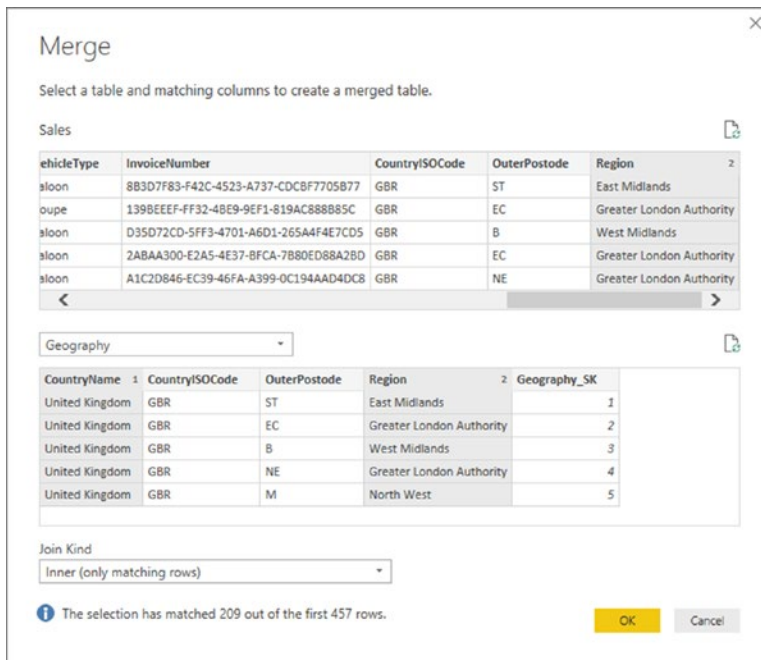 Merge
Select a table and matching columns to create a merged table.
Sales
ehicleType InvoiceNumber CountryISOCode OuterPostode Region 2
aloon 8B3D7F83-F42C-4523-A737-CDCBF7705B77 GBR ST East Midlands
oupe 139BEEEF-FF32-4BE9-9EF1-819AC888B85C GBR EC Greater London Authority
aloon D35D72CD-5FF3-4701-A6D1-265A4F4E7CD5 GBR B West Midlands
aloon 2ABAA300-E2A5-4E37-BFCA-7B80ED88A2BD GBR EC Greater London Authority
aloon A1C2D846-EC39-46FA-A399-0C194AAD4DC8 GBR NE Greater London Authority
Geography
CountryName 1 CountryISOCode OuterPostode Region 2 Geography_SK
United Kingdom GBR ST East Midlands 1
United Kingdom GBR EC Greater London Authority 2
United Kingdom GBR B West Midlands 3
United Kingdom GBR NE Greater London Authority 4
United Kingdom GBR M North West 5
Join Kind
Inner (only matching rows)
The selection has matched 209 out of the first 457 rows.
OK Cancel